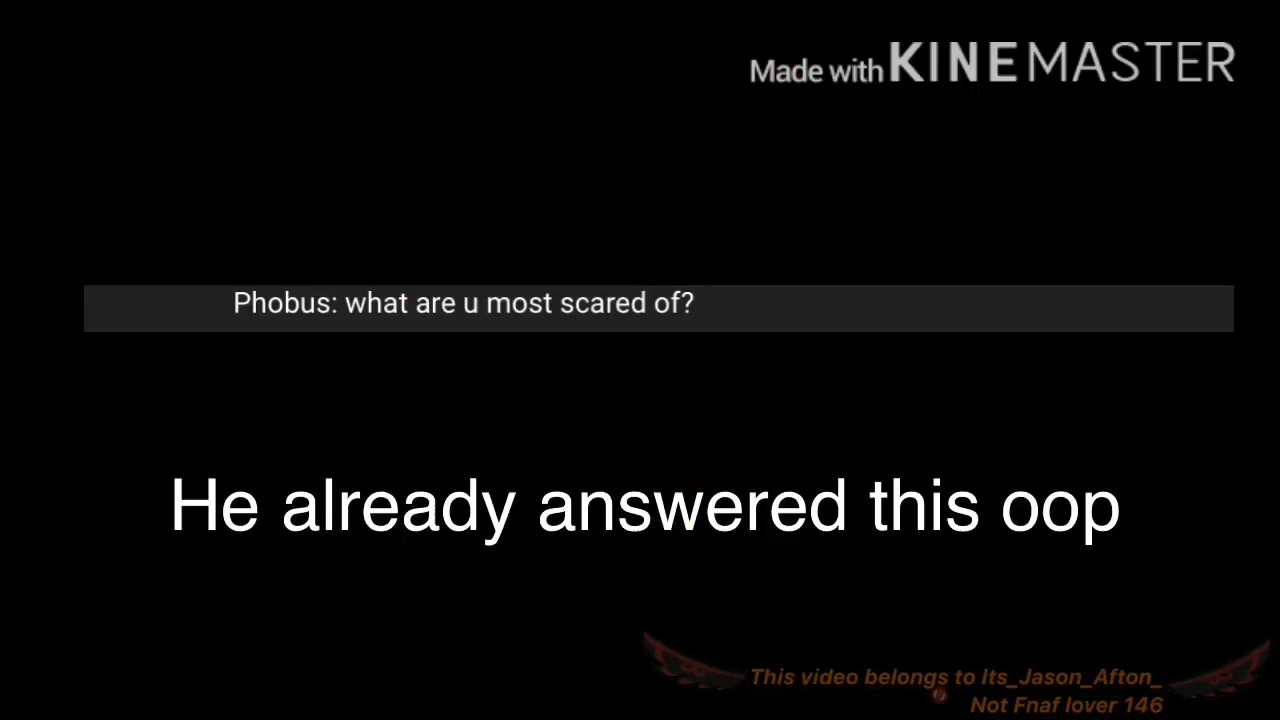 Made with KINEMASTER
Phobus: what are u most scared of?
He already answered this oop
This video belongs to Its_Jason_Afton_
Not Fnaf lover 146